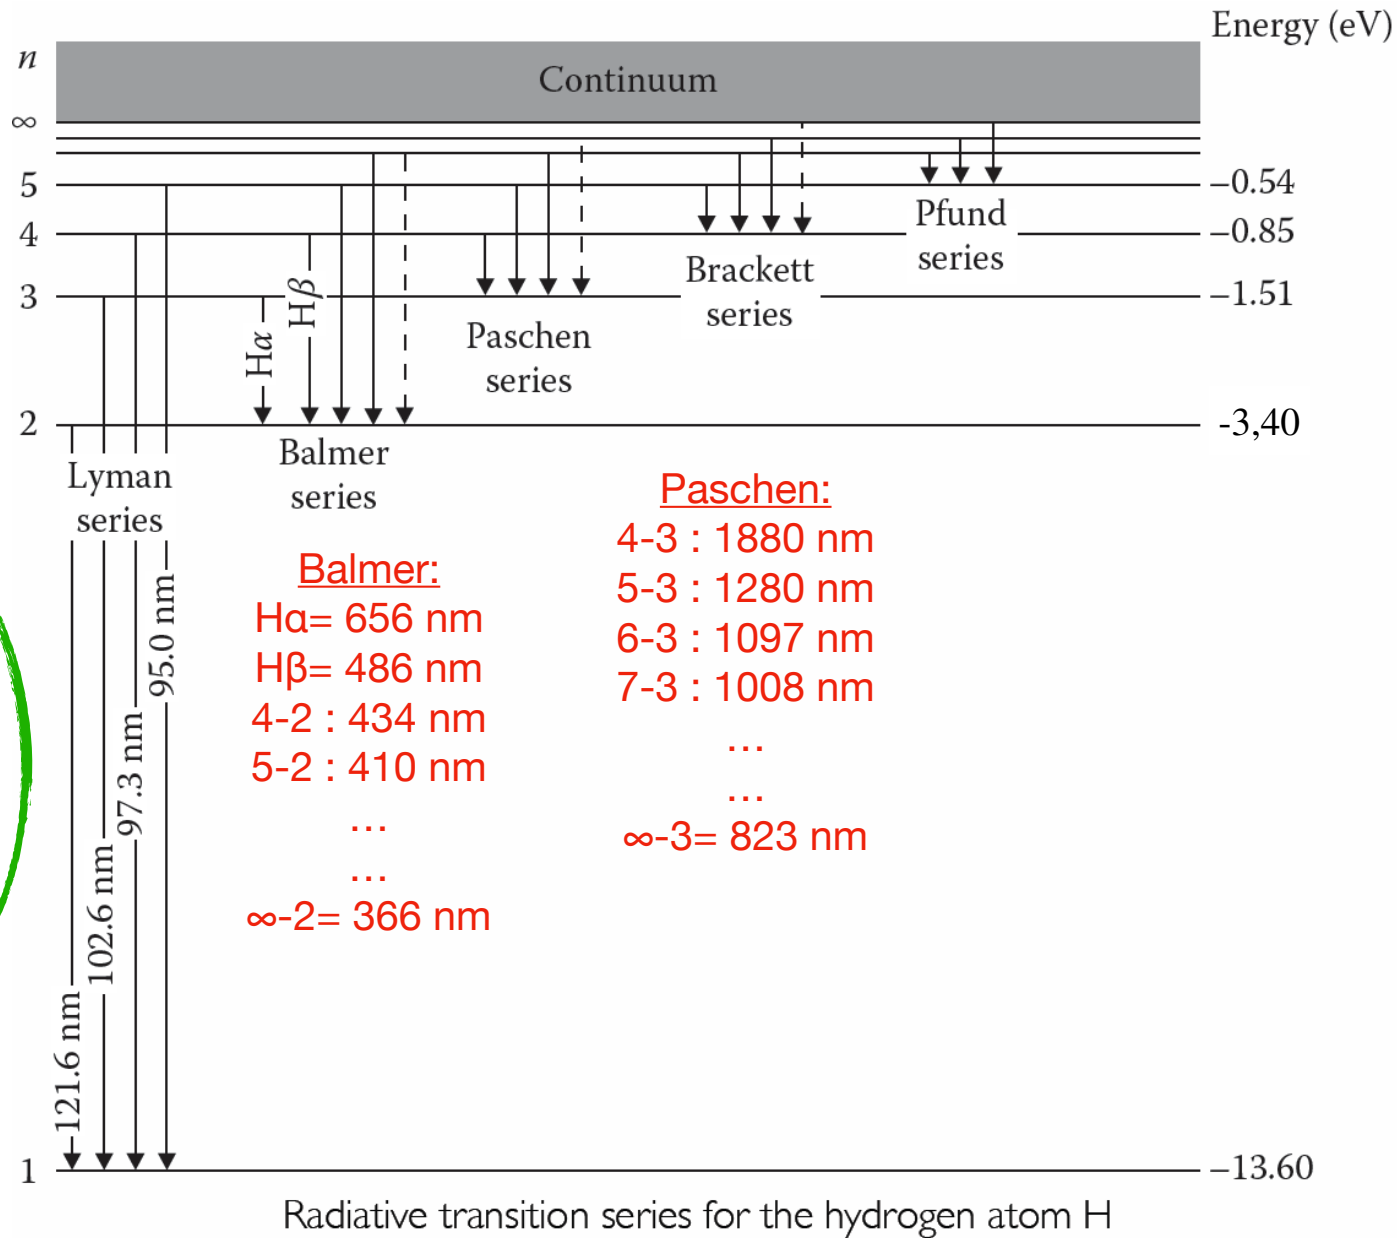 Energy (eV)
n
Continuum
∞
5
–0.54
4
–0.85
3
–1.51
2
-3,40
1
–13.60
Hα
Hβ
Lyman
series
Balmer
series
Paschen
series
Brackett
series
Pfund
series
121.6 nm
102.6 nm
97.3 nm
95.0 nm
Balmer:
Hα= 656 nm
Hβ= 486 nm
4-2 : 434 nm
5-2 : 410 nm
...
...
∞-2= 366 nm
Paschen:
4-3 : 1880 nm
5-3 : 1280 nm
6-3 : 1097 nm
7-3 : 1008 nm
...
...
∞-3= 823 nm
Radiative transition series for the hydrogen atom H